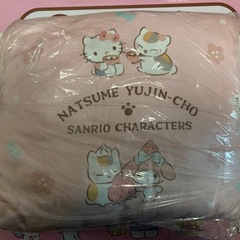 NATSUME YUJIN-CHO
SANRIO CHARACTERS